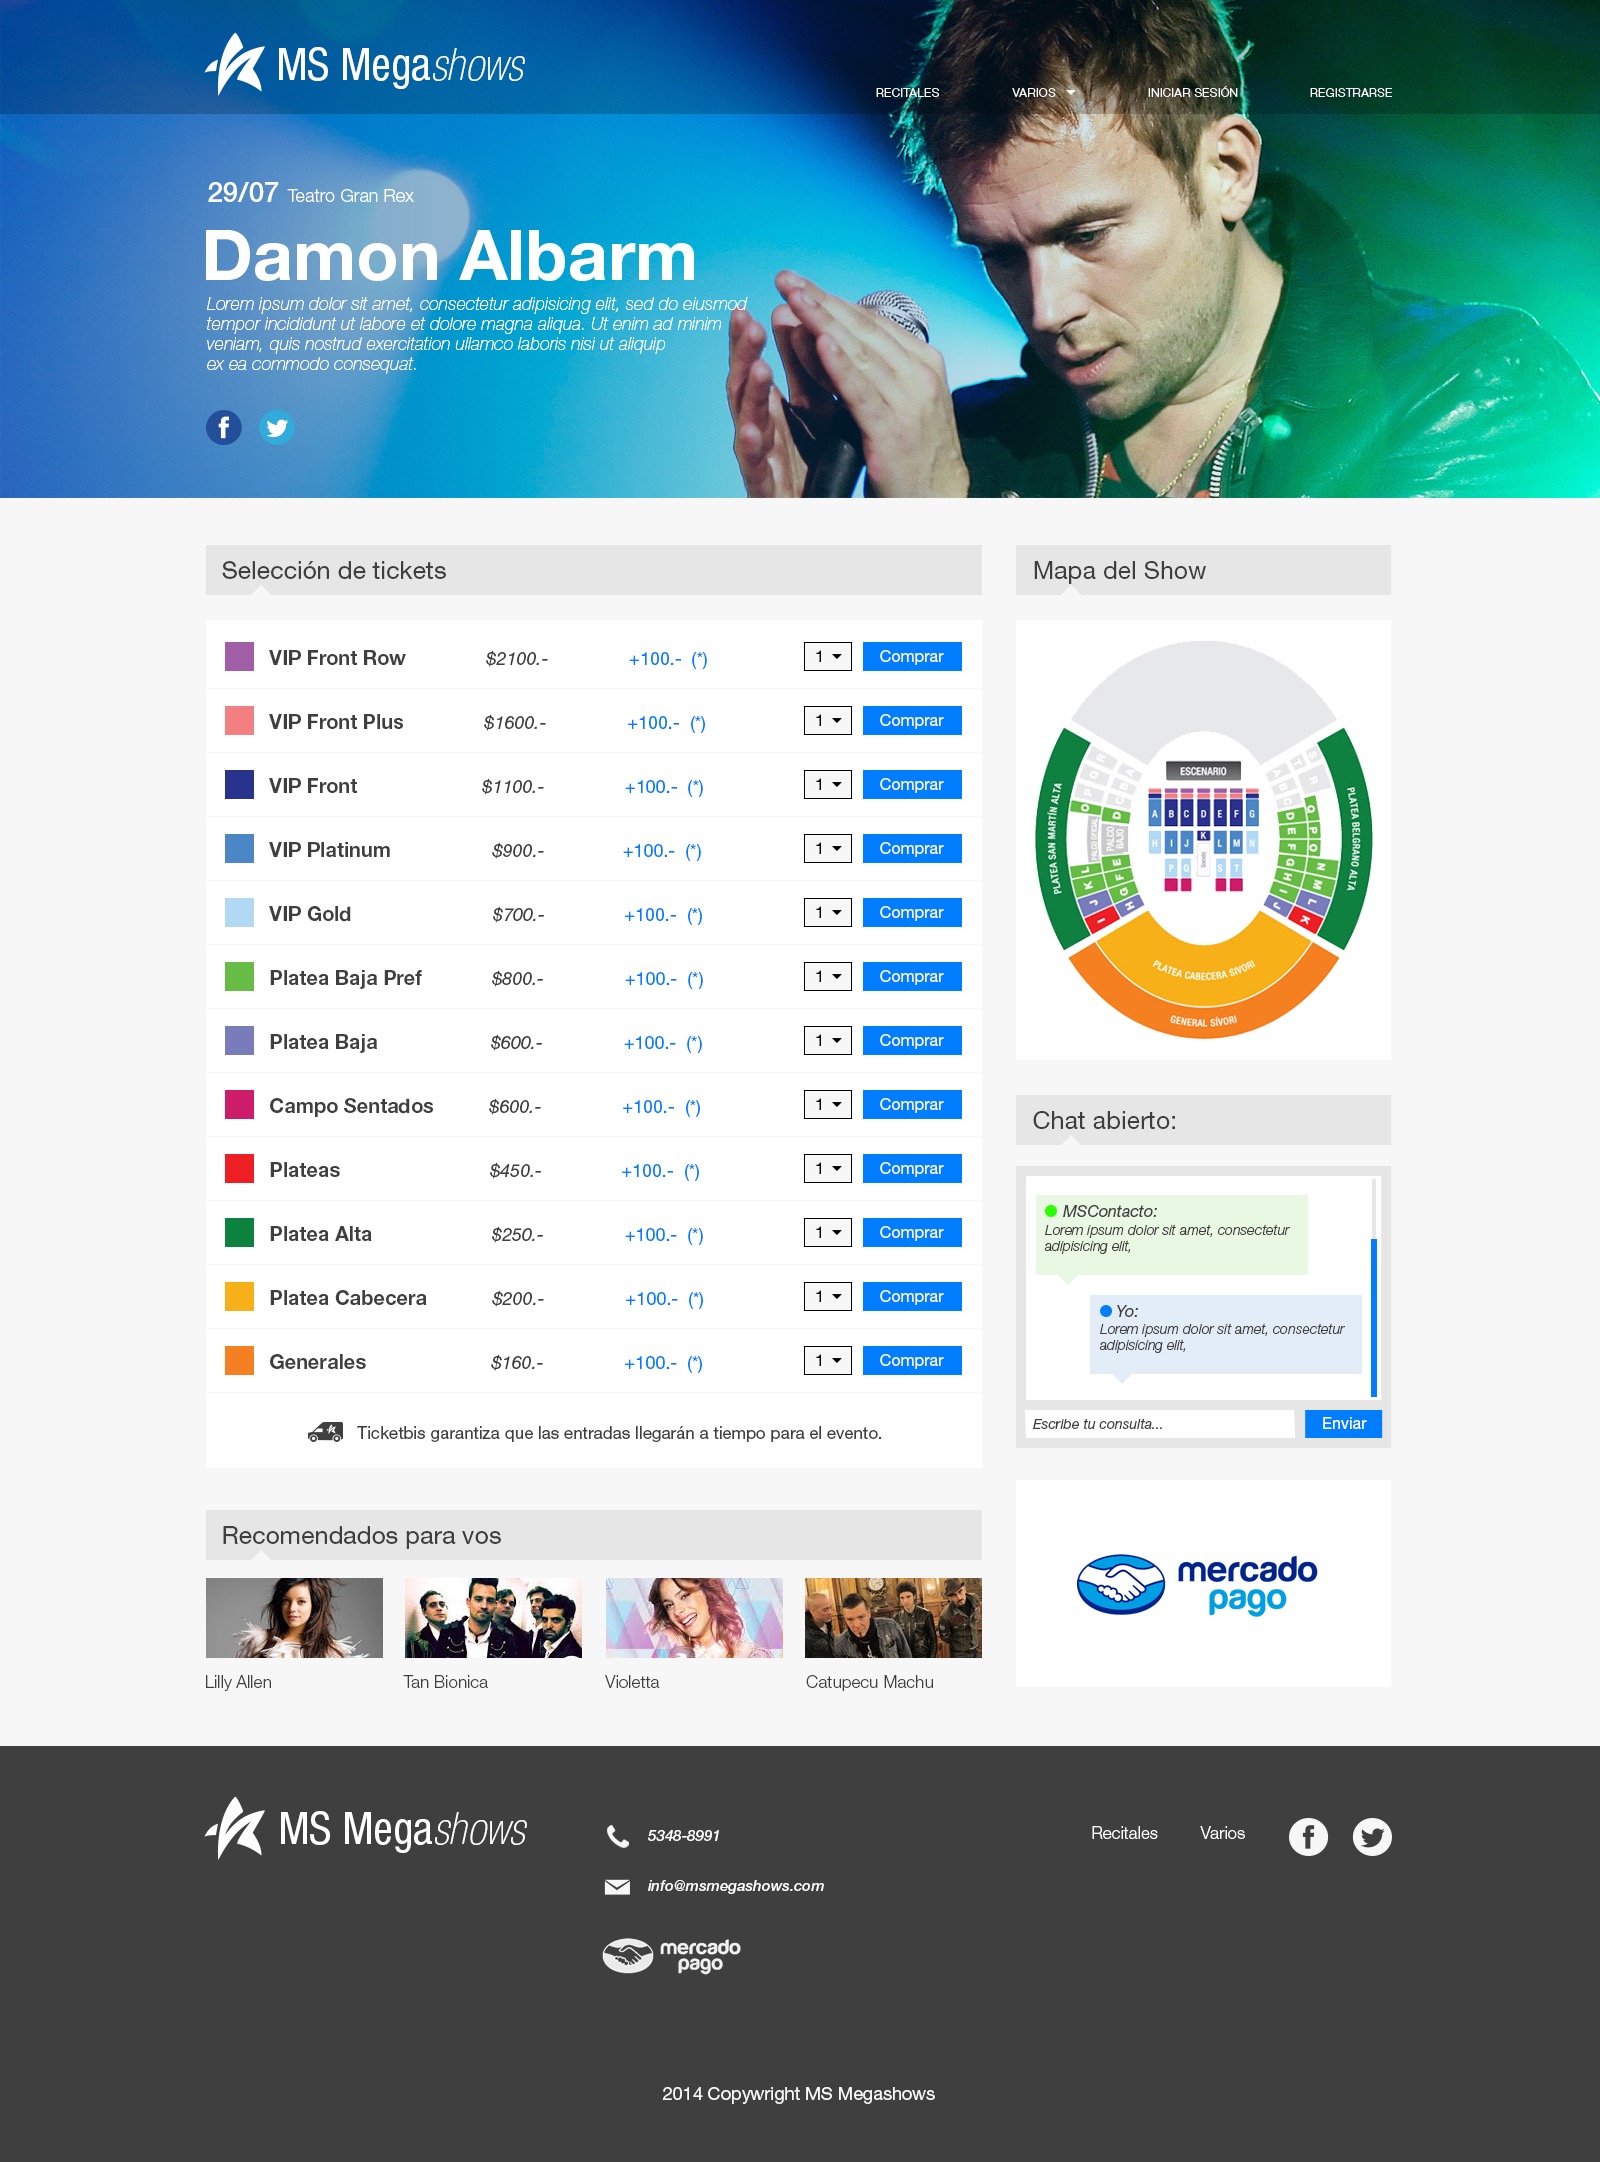 MS Megashows
RECITALES
VARIOS
INICIAR SESIÓN
REGISTRARSE
29/07 Teatro Gran Rex
Damon Albarm
Lorem ipsum dolor sit amet, consectetur adipisicing elit, sed do eiusmod
tempor incididunt ut labore et dolore magna aliqua. Ut enim ad minim
veniam, quis nostrud exercitation ullamco laboris nisi ut aliquip
ex ea commodo consequat.
Selección de tickets
VIP Front Row $2100.- +100.- (*) 1 Comprar
VIP Front Plus $1600.- +100.- (*) 1 Comprar
VIP Front $1100.- +100.- (*) 1 Comprar
VIP Platinum $900.- +100.- (*) 1 Comprar
VIP Gold $700.- +100.- (*) 1 Comprar
Platea Baja Pref $800.- +100.- (*) 1 Comprar
Platea Baja $600.- +100.- (*) 1 Comprar
Campo Sentados $600.- +100.- (*) 1 Comprar
Plateas $450.- +100.- (*) 1 Comprar
Platea Alta $250.- +100.- (*) 1 Comprar
Platea Cabecera $200.- +100.- (*) 1 Comprar
Generales $160.- +100.- (*) 1 Comprar
Ticketbis garantiza que las entradas llegarán a tiempo para el evento.
Mapa del Show
ESCENARIO
PLATEA SAN MARTÍN ALTA
PLATEA BELGRANO ALTA
A B C D E F G
H I J K L M N
P Q S T
PALCO BAJO
O D
L E
K F
J G
I H
Q D
P E
O F
N G
M H
L I
K J
PLATEA CABECERA SIVORI
GENERAL SÍVORI
Chat abierto:
MSContacto:
Lorem ipsum dolor sit amet, consectetur
adipisicing elit,
Yo:
Lorem ipsum dolor sit amet, consectetur
adipisicing elit,
Escribe tu consulta...
Enviar
mercado
pago
Recomendados para vos
Lilly Allen
Tan Bionica
Violetta
Catupecu Machu
MS Megashows
5348-8991
info@msmegashows.com
mercado
pago
Recitales
Varios
2014 Copywright MS Megashows